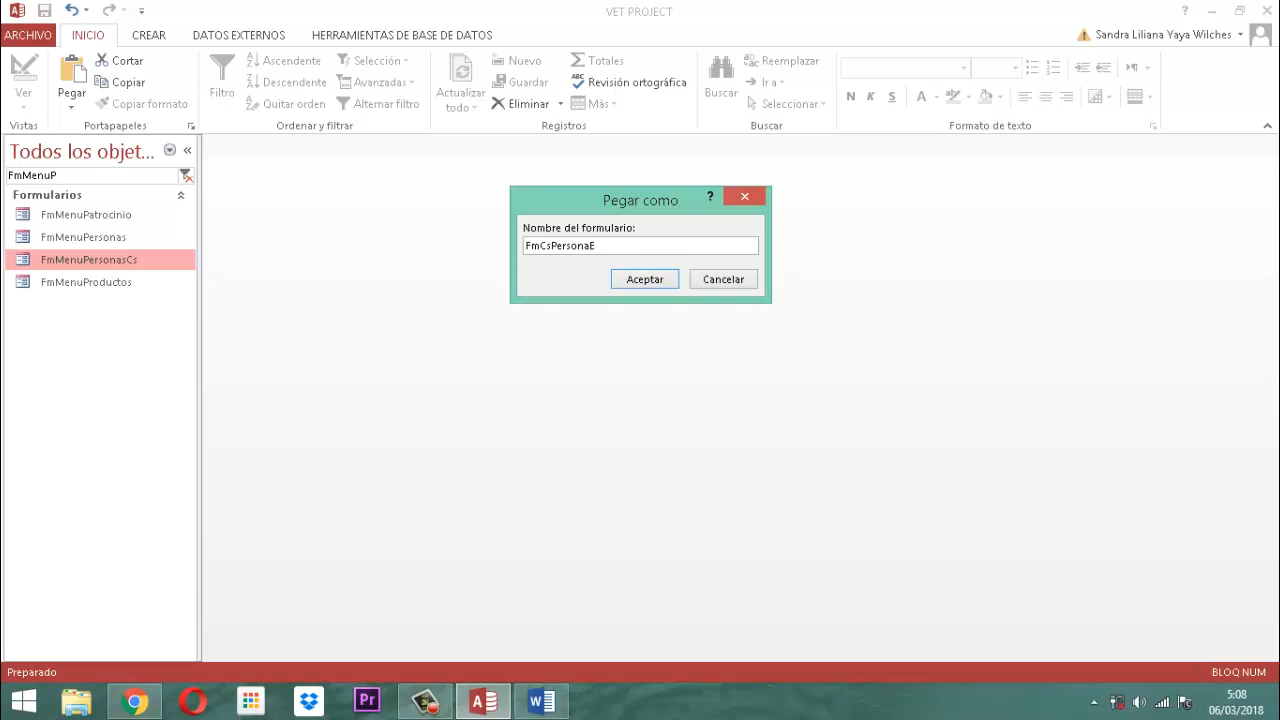 VET PROJECT
ARCHIVO INICIO CREAR DATOS EXTERNOS HERRAMIENTAS DE BASE DE DATOS
Sandra Liliana Yaya Wilches
Ver
Vistas
Pegar
Cortar
Copiar
Copiar formato
Portapapeles
Filtro
Ascendente
Descendente
Quitar or
Selección
Avanzadas
ernar filtro
Ordenar y filtrar
Actualizar
todo
Nuevo
Guardar
Eliminar
Totales
Revisión ortográfica
Más
Registros
Buscar
Reemplazar
Ir a
Seleccionar
Buscar
N K S A
Formato de texto
Todos los objet...
FmMenuP
Formularios
FmMenuPatrocinio
FmMenuPersonas
FmMenuPersonasCs
FmMenuProductos
Pegar como
Nombre del formulario:
FmCsPersonaE
Aceptar Cancelar
Preparado
BLOQ NUM
Pr
5:08
06/03/2018